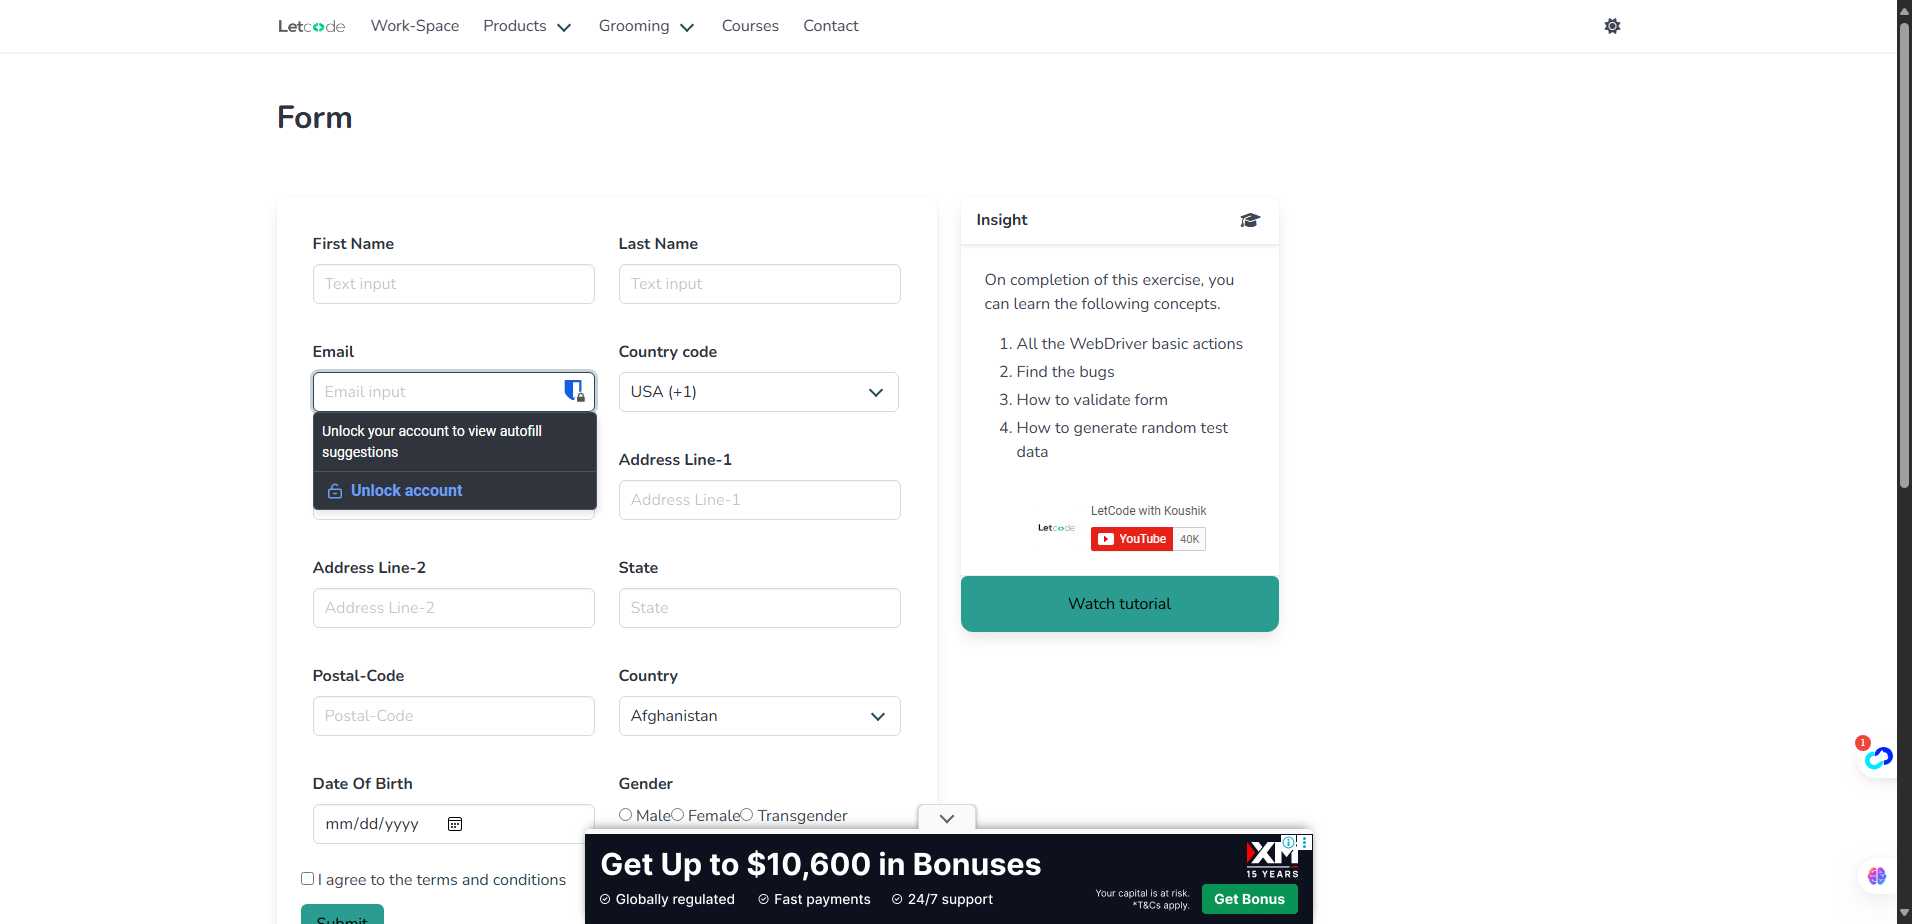 Letcode Work-Space Products Grooming Courses Contact
Form
First Name
Last Name
Text input
Text input
Email
Country code
Email input
USA (+1)
Unlock your account to view autofill
suggestions
Unlock account
Address Line-1
Address Line-1
Address Line-2
State
Address Line-2
State
Postal-Code
Country
Postal-Code
Afghanistan
Date Of Birth
Gender
mm/dd/yyyy
Male Female Transgender
I agree to the terms and conditions
Submit
Insight
On completion of this exercise, you
can learn the following concepts.
1. All the WebDriver basic actions
2. Find the bugs
3. How to validate form
4. How to generate random test
data
Letcode
LetCode with Koushik
YouTube 40K
Watch tutorial
1
Get Up to $10,600 in Bonuses
Globally regulated Fast payments 24/7 support
Your capital is at risk.
*T&Cs apply.
XM
15 YEARS
Get Bonus